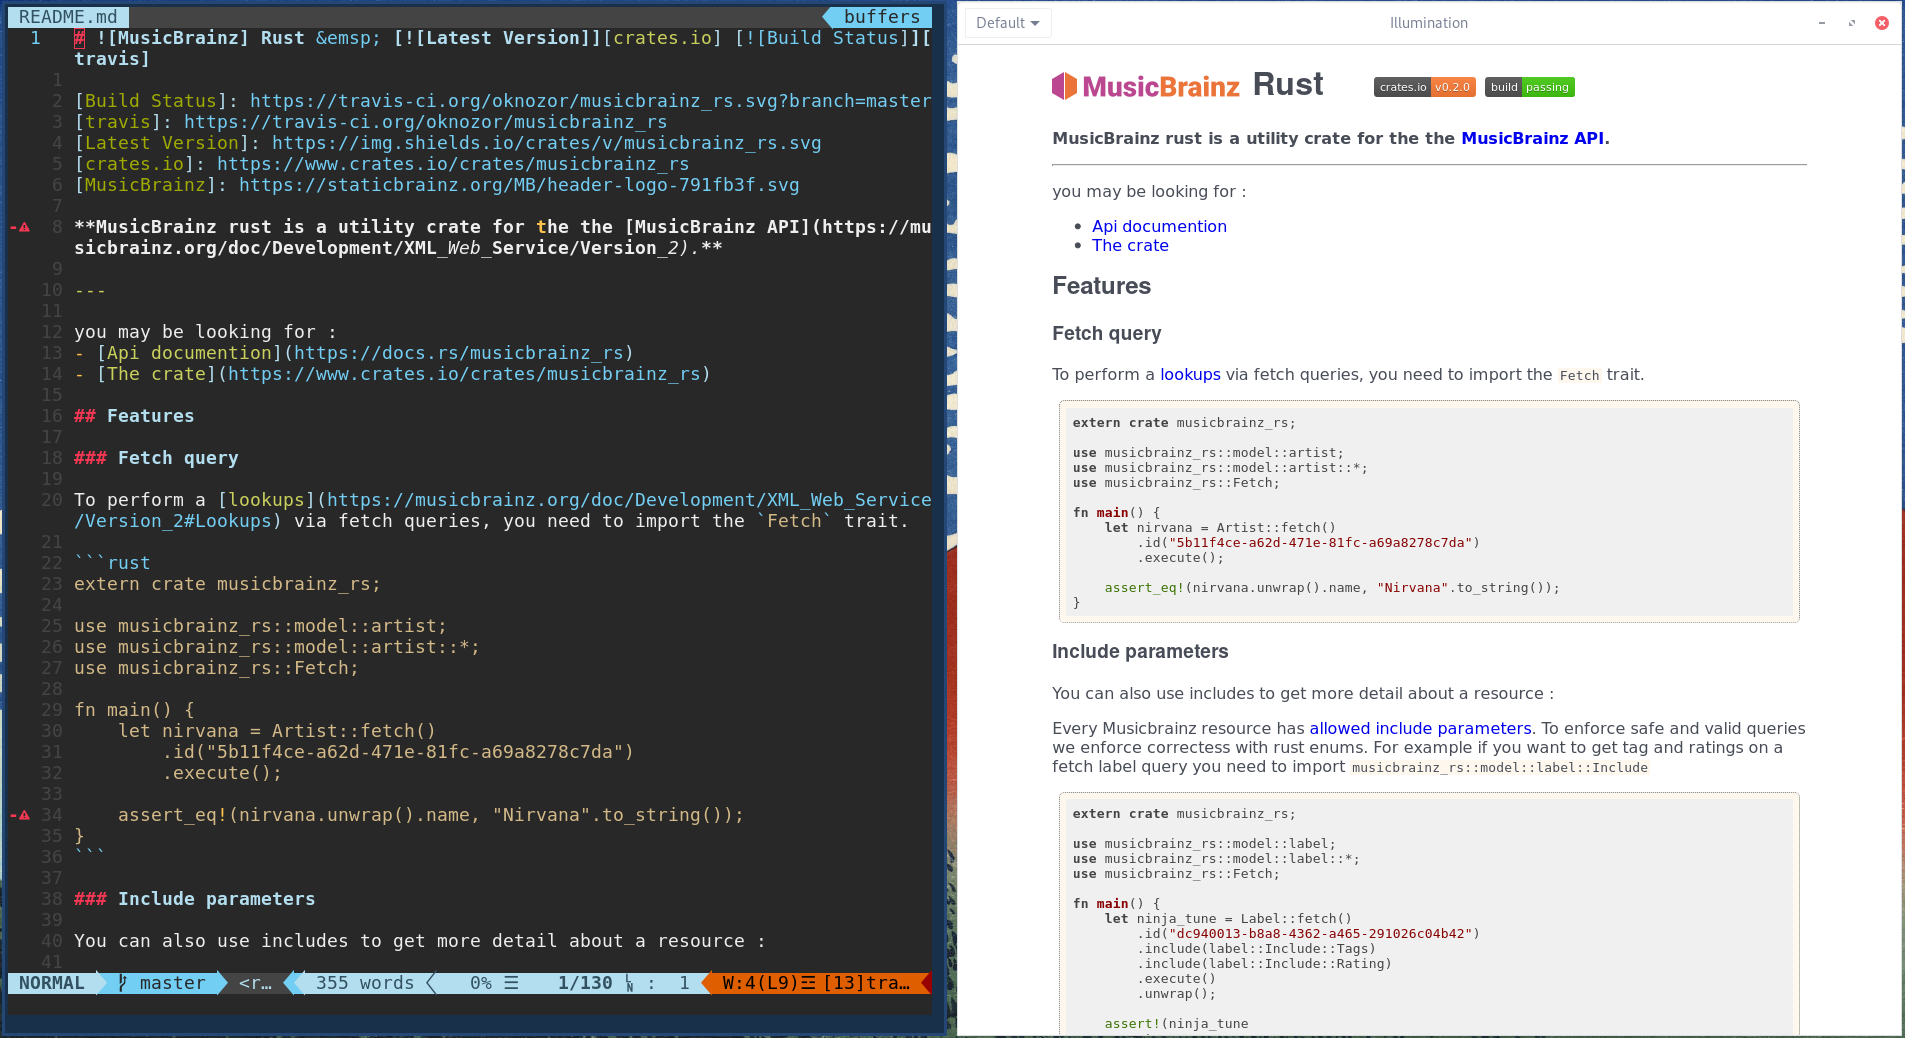 README.md
buffers
1 # ![MusicBrainz] Rust &emsp; [![Latest Version]][crates.io] [![Build Status]][
travis]
1
2 [Build Status]: https://travis-ci.org/oknozor/musicbrainz_rs.svg?branch=master
3 [travis]: https://travis-ci.org/oknozor/musicbrainz_rs
4 [Latest Version]: https://img.shields.io/crates/v/musicbrainz_rs.svg
5 [crates.io]: https://www.crates.io/crates/musicbrainz_rs
6 [MusicBrainz]: https://staticbrainz.org/MB/header-logo-791fb3f.svg
7
8 **MusicBrainz rust is a utility crate for the the [MusicBrainz API](https://mu
sicbrainz.org/doc/Development/XML_Web_Service/Version_2).**
9
10 ---
11
12 you may be looking for :
13 - [Api documention](https://docs.rs/musicbrainz_rs)
14 - [The crate](https://www.crates.io/crates/musicbrainz_rs)
15
16 ## Features
17
18 ### Fetch query
19
20 To perform a [lookups](https://musicbrainz.org/doc/Development/XML_Web_Service
/Version_2#Lookups) via fetch queries, you need to import the `Fetch` trait.
21
22 ```rust
23 extern crate musicbrainz_rs;
24
25 use musicbrainz_rs::model::artist;
26 use musicbrainz_rs::model::artist::*;
27 use musicbrainz_rs::Fetch;
28
29 fn main() {
30     let nirvana = Artist::fetch()
31         .id("5b11f4ce-a62d-471e-81fc-a69a8278c7da")
32         .execute();
33
34     assert_eq!(nirvana.unwrap().name, "Nirvana".to_string());
35 }
36 ```
37
38 ### Include parameters
39
40 You can also use includes to get more detail about a resource :
41
NORMAL master <r… 355 words 0% ☰ 1/130 : 1 W:4(L9)☲ [13]tra…
Default
Illumination
MusicBrainz Rust crates.io v0.2.0 build passing
MusicBrainz rust is a utility crate for the the MusicBrainz API.
you may be looking for :
• Api documention
• The crate
Features
Fetch query
To perform a lookups via fetch queries, you need to import the Fetch trait.
extern crate musicbrainz_rs;
use musicbrainz_rs::model::artist;
use musicbrainz_rs::model::artist::*;
use musicbrainz_rs::Fetch;
fn main() {
    let nirvana = Artist::fetch()
        .id("5b11f4ce-a62d-471e-81fc-a69a8278c7da")
        .execute();
    assert_eq!(nirvana.unwrap().name, "Nirvana".to_string());
}
Include parameters
You can also use includes to get more detail about a resource :
Every Musicbrainz resource has allowed include parameters. To enforce safe and valid queries
we enforce correctess with rust enums. For example if you want to get tag and ratings on a
fetch label query you need to import musicbrainz_rs::model::label::Include
extern crate musicbrainz_rs;
use musicbrainz_rs::model::label;
use musicbrainz_rs::model::label::*;
use musicbrainz_rs::Fetch;
fn main() {
    let ninja_tune = Label::fetch()
        .id("dc940013-b8a8-4362-a465-291026c04b42")
        .include(label::Include::Tags)
        .include(label::Include::Rating)
        .execute()
        .unwrap();
    assert!(ninja_tune